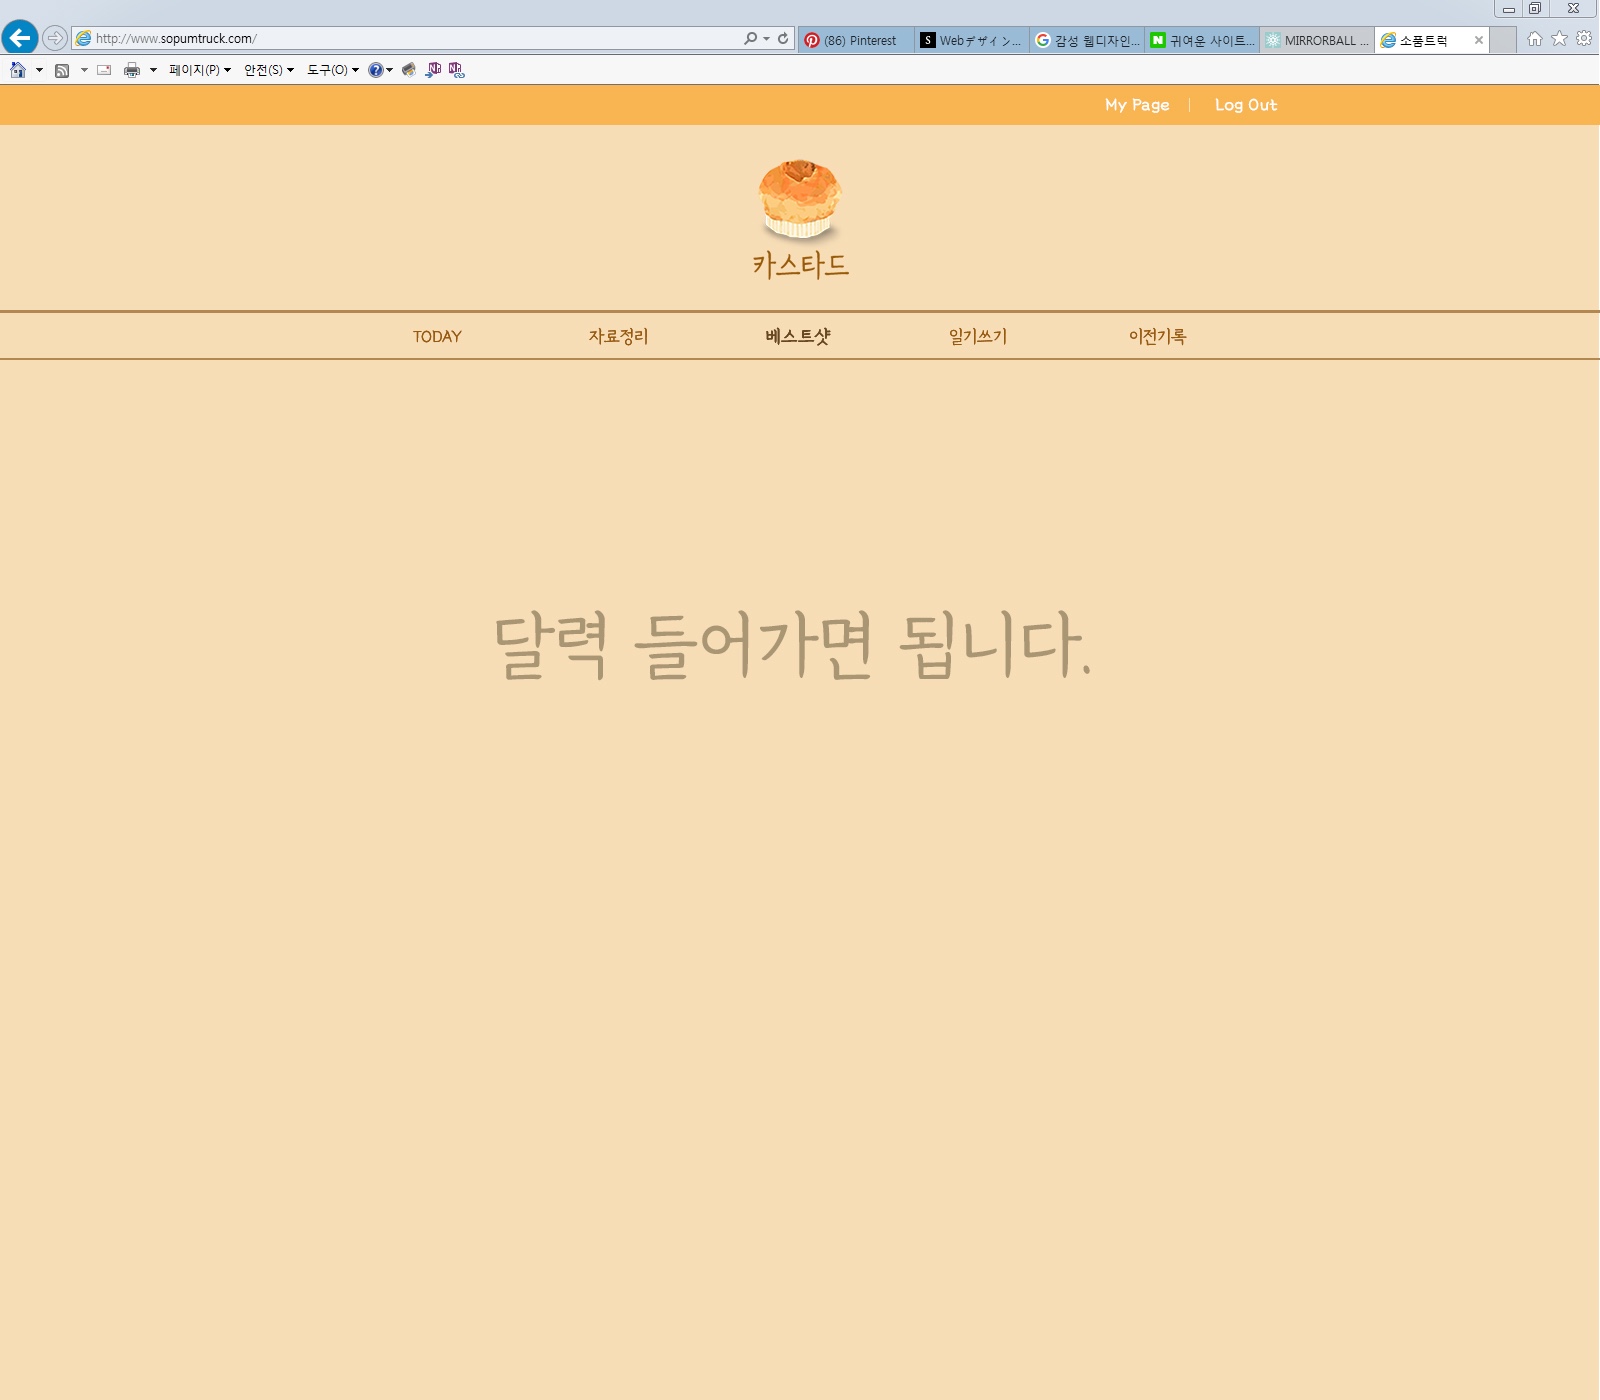 http://www.sopumtruck.com/
(86) Pinterest
Webデザイン...
감성 웹디자인...
귀여운 사이트...
MIRRORBALL ...
소품트럭
페이지(P)
안전(S)
도구(O)
My Page
Log Out
카스타드
TODAY
자료정리
베스트샷
일기쓰기
이전기록
달력 들어가면 됩니다.